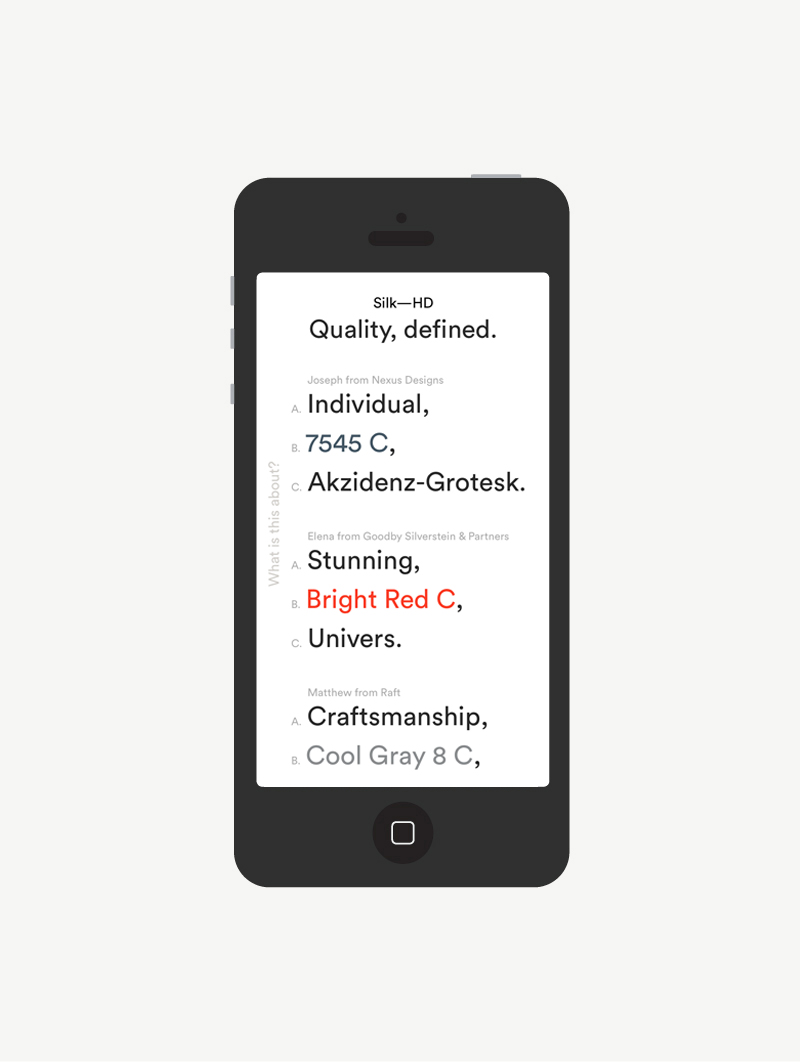 Silk—HD
Quality, defined.
Joseph from Nexus Designs
A. Individual,
B. 7545 C,
C. Akzidenz-Grotesk.
What is this about?
Elena from Goodby Silverstein & Partners
A. Stunning,
B. Bright Red C,
C. Univers.
Matthew from Raft
A. Craftsmanship,
B. Cool Gray 8 C,